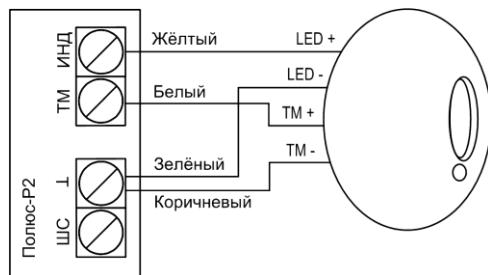 ИНД
ТМ
⊥
ШС
Полюс-Р2
Жёлтый
Белый
Зелёный
Коричневый
LED +
LED -
TM +
TM -